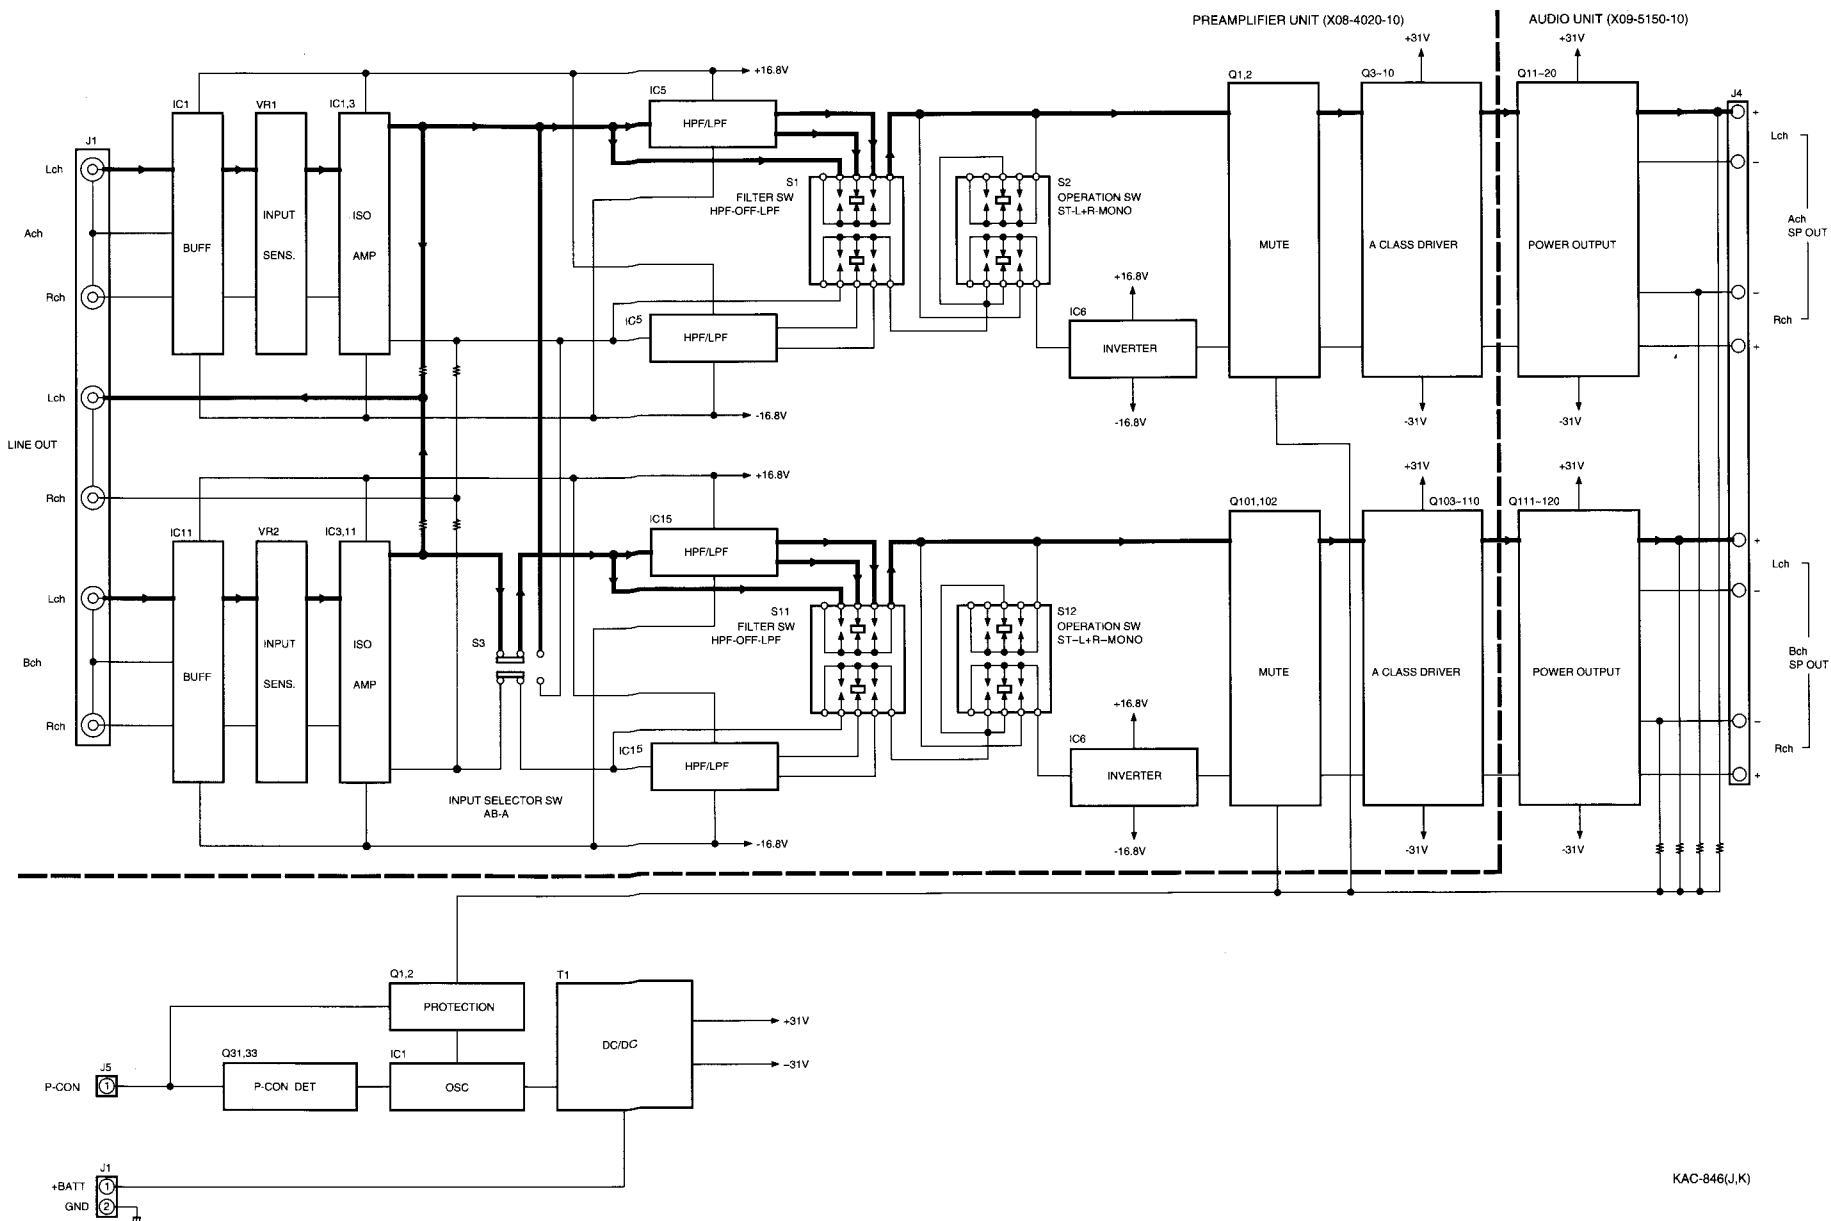 PREAMPLIFIER UNIT (X08-4020-10)
AUDIO UNIT (X09-5150-10)
+31V
+31V
+16.8V
Q1,2
Q3~10
Q11~20
IC5
J4
IC1
VR1
IC1,3
HPF/LPF
+
Lch
J1
Lch
−
S1
FILTER SW
HPF-OFF-LPF
S2
OPERATION SW
ST-L+R-MONO
INPUT
SENS.
ISO
AMP
BUFF
Ach
MUTE
A CLASS DRIVER
POWER OUTPUT
Ach
SP OUT
+16.8V
Rch
−
IC6
IC5
Rch
HPF/LPF
INVERTER
+
Lch
-16.8V
-16.8V
-31V
-31V
LINE OUT
+31V
+31V
+16.8V
Rch
Q101,102
Q103~110
Q111~120
IC15
IC11
VR2
IC3,11
HPF/LPF
+
Lch
Lch
−
S11
FILTER SW
HPF-OFF-LPF
S12
OPERATION SW
ST−L+R−MONO
S3
INPUT
SENS.
ISO
AMP
BUFF
Bch
MUTE
A CLASS DRIVER
POWER OUTPUT
Bch
SP OUT
+16.8V
Rch
−
IC6
IC15
Rch
HPF/LPF
INVERTER
+
INPUT SELECTOR SW
AB-A
-16.8V
-16.8V
-31V
-31V
Q1,2
T1
PROTECTION
+31V
DC/DC
Q31,33
IC1
−31V
J5
P-CON
1
P-CON DET
OSC
J1
+BATT
1
GND
2
KAC-846(J,K)